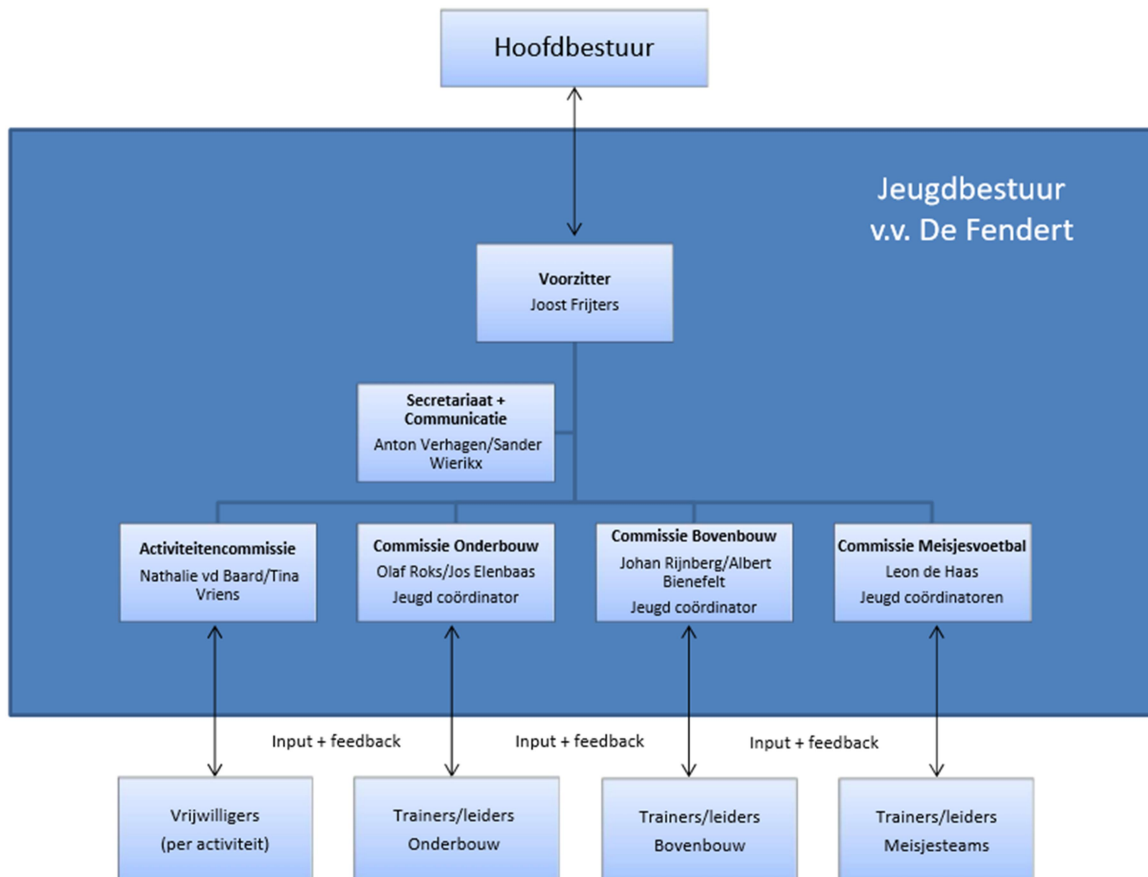 Hoofdbestuur
Jeugdbestuur
v.v. De Fendert
Voorzitter
Joost Frijters
Secretariaat +
Communicatie
Anton Verhagen/Sander
Wierikx
Activiteitencommissie
Nathalie vd Baard/Tina
Vriens
Commissie Onderbouw
Olaf Roks/Jos Elenbaas
Jeugd coördinator
Commissie Bovenbouw
Johan Rijnberg/Albert
Bienefelt
Jeugd coördinator
Commissie Meisjesvoetbal
Leon de Haas
Jeugd coördinatoren
Input + feedback
Input + feedback
Input + feedback
Vrijwilligers
(per activiteit)
Trainers/leiders
Onderbouw
Trainers/leiders
Bovenbouw
Trainers/leiders
Meisjesteams